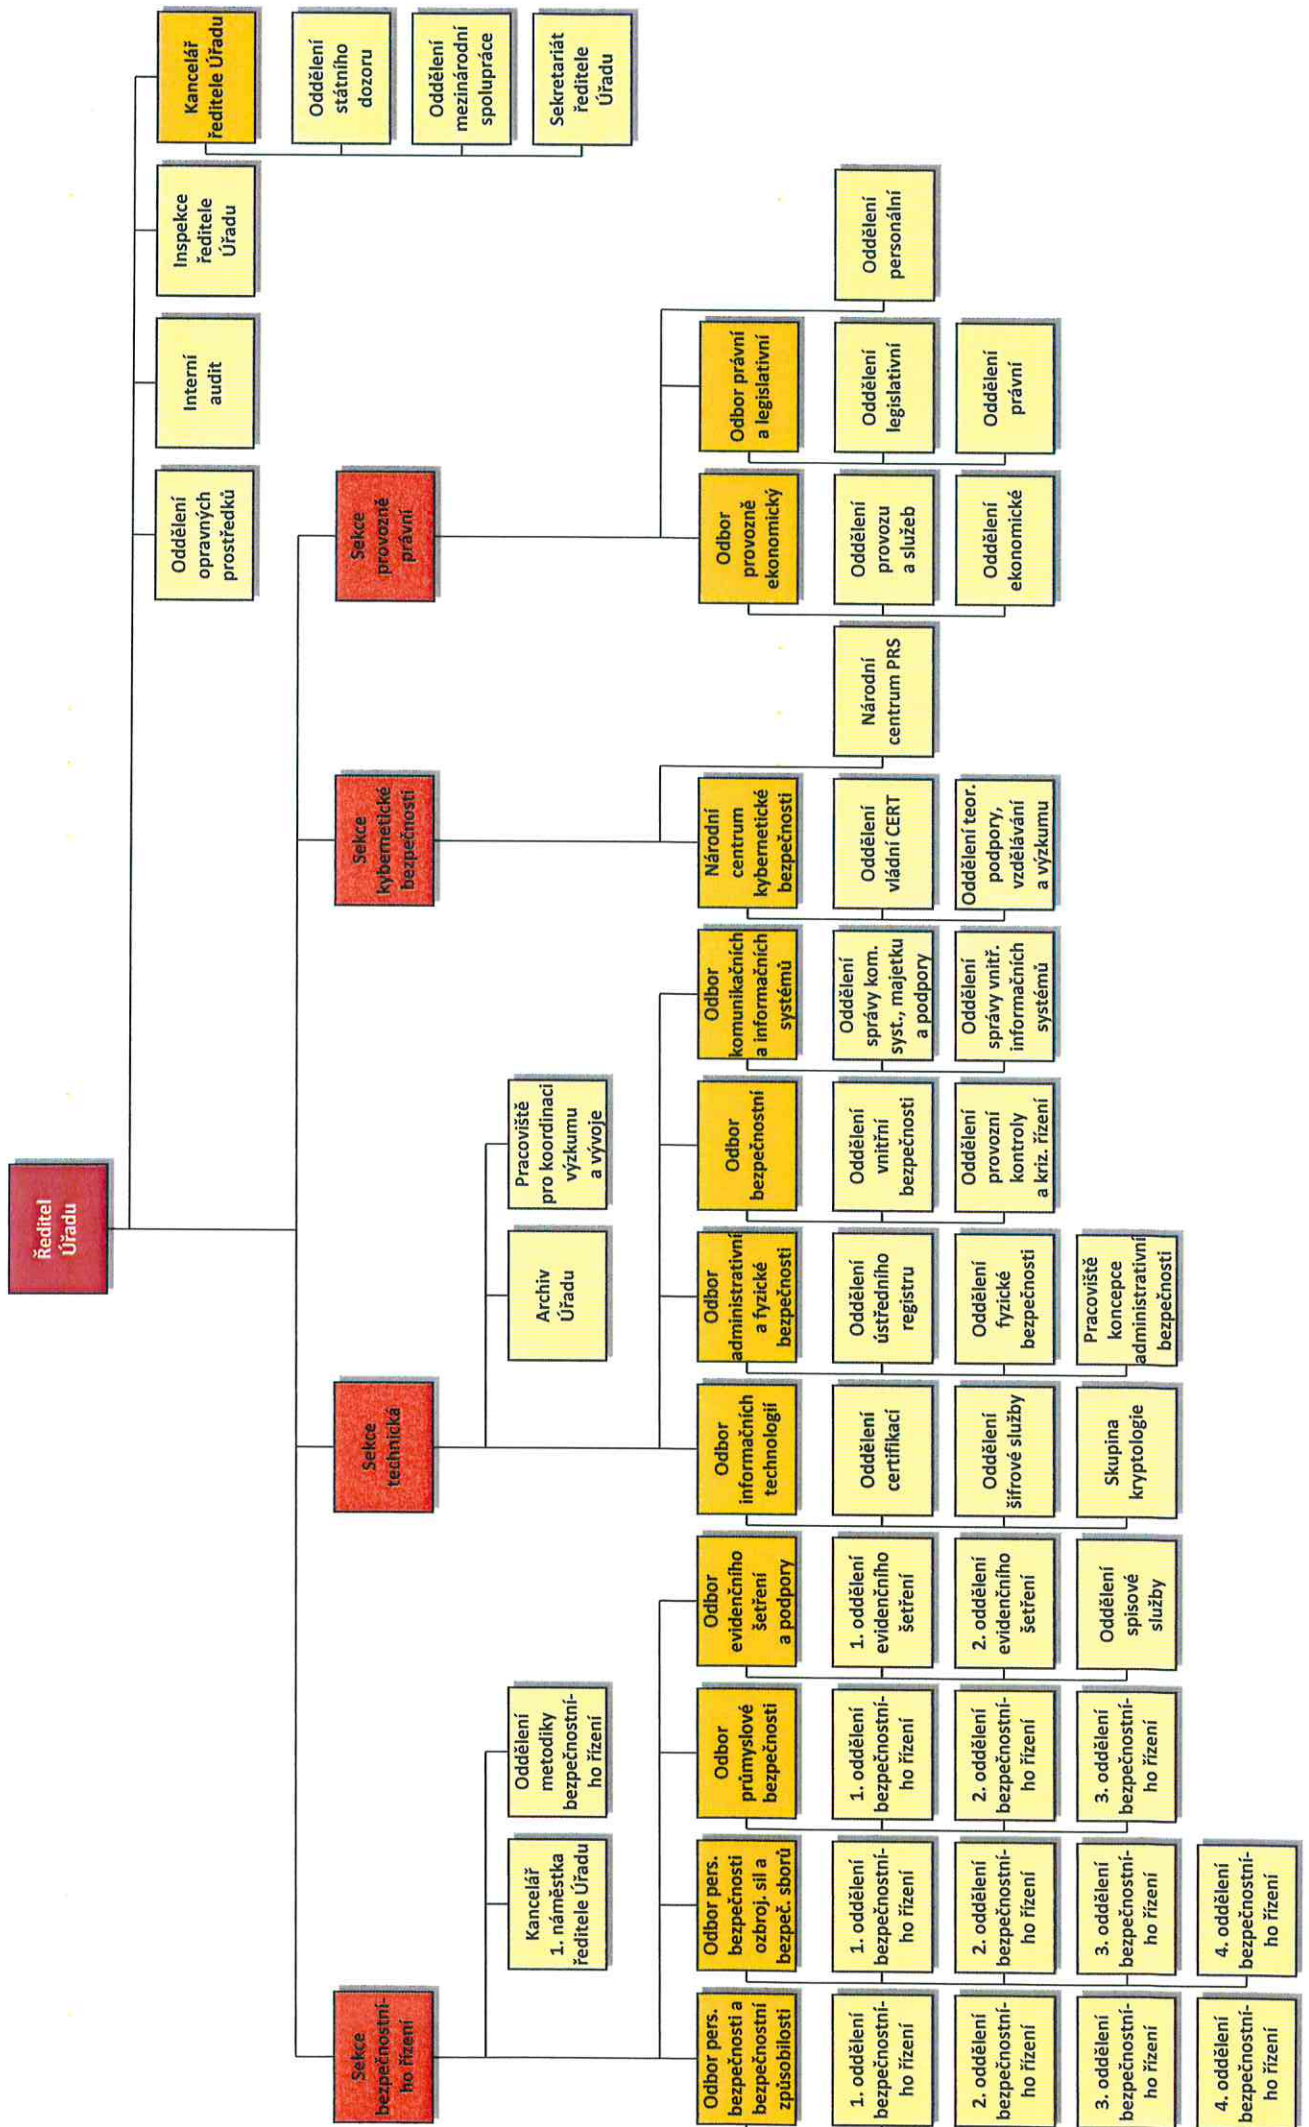 Ředitel
Úřadu
Oddělení
opravných
prostředků
Interní
audit
Inspekce
ředitele
Úřadu
Kancelář
ředitele Úřadu
Oddělení
státního
dozoru
Oddělení
mezinárodní
spolupráce
Sekretariát
ředitele
Úřadu
Sekce
bezpečnostní-
ho řízení
Kancelář
1. náměstka
ředitele Úřadu
Oddělení
metodiky
bezpečnostní-
ho řízení
Odbor pers.
bezpečnosti a
bezpečnostní
způsobilosti
1. oddělení
bezpečnostní-
ho řízení
2. oddělení
bezpečnostní-
ho řízení
3. oddělení
bezpečnostní-
ho řízení
4. oddělení
bezpečnostní-
ho řízení
Odbor pers.
bezpečnosti
ozbroj. sil a
bezpeč. sborů
1. oddělení
bezpečnostní-
ho řízení
2. oddělení
bezpečnostní-
ho řízení
3. oddělení
bezpečnostní-
ho řízení
4. oddělení
bezpečnostní-
ho řízení
Odbor
průmyslové
bezpečnosti
1. oddělení
bezpečnostní-
ho řízení
2. oddělení
bezpečnostní-
ho řízení
3. oddělení
bezpečnostní-
ho řízení
Odbor
evidenčního
šetření
a podpory
1. oddělení
evidenčního
šetření
2. oddělení
evidenčního
šetření
Oddělení
spisové
služby
Sekce
technická
Archiv
Úřadu
Pracoviště
pro koordinaci
výzkumu
a vývoje
Odbor
informačních
technologií
Oddělení
certifikací
Oddělení
šifrové služby
Skupina
kryptologie
Odbor
administrativní
a fyzické
bezpečnosti
Oddělení
ústředního
registru
Oddělení
fyzické
bezpečnosti
Pracoviště
koncepce
administrativní
bezpečnosti
Odbor
bezpečnostní
Oddělení
vnitřní
bezpečnosti
Oddělení
provozní
kontroly
a kriz. řízení
Odbor
komunikačních
a informačních
systémů
Oddělení
správy kom.
syst., majetku
a podpory
Oddělení
správy vnitř.
informačních
systémů
Sekce
kybernetické
bezpečnosti
Národní
centrum
kybernetické
bezpečnosti
Oddělení
vládní CERT
Oddělení teor.
podpory,
vzdělávání
a výzkumu
Národní
centrum PRS
Sekce
provozně
právní
Odbor
provozně
ekonomický
Oddělení
provozu
a služeb
Oddělení
ekonomické
Odbor právní
a legislativní
Oddělení
legislativní
Oddělení
právní
Oddělení
personální